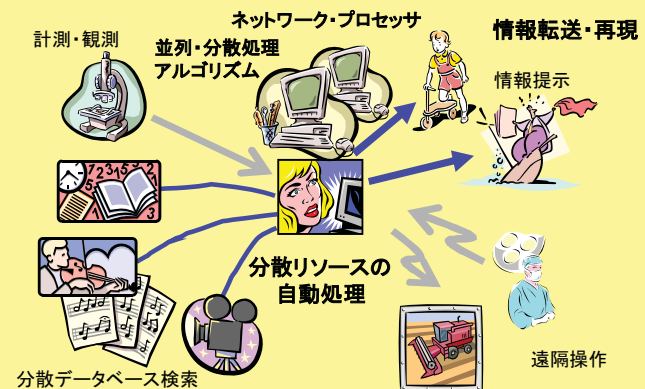 計測・観測
ネットワーク・プロセッサ
並列・分散処理
アルゴリズム
情報転送・再現
情報提示
分散リソースの
自動処理
遠隔操作
分散データベース検索